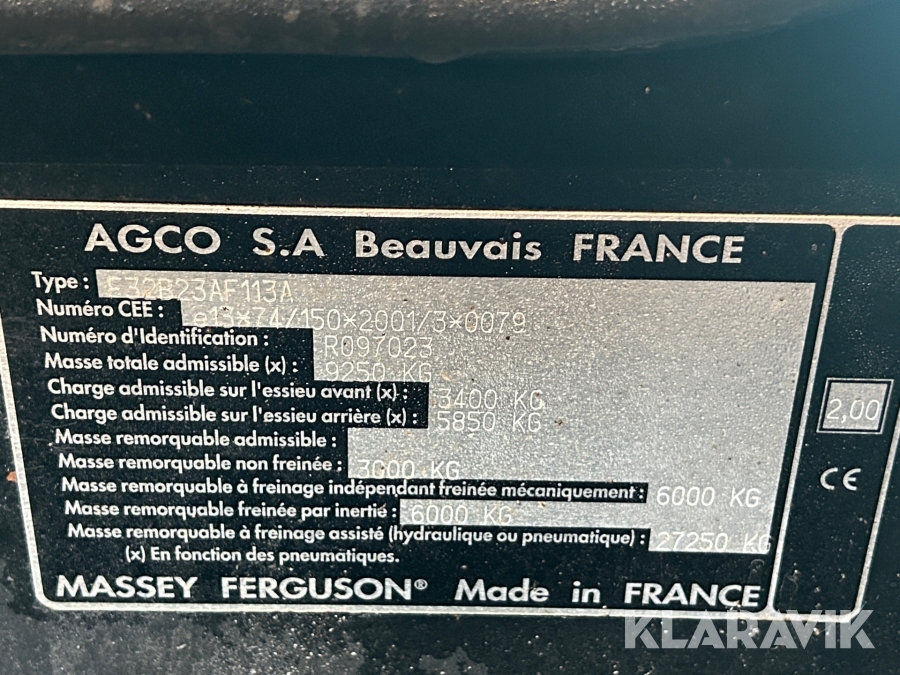 AGCO S.A Beauvais FRANCE
Type : E32B23AF113A
Numéro CEE : e13*74/150*2001/3*0079
Numéro d'Identification : R097023
Masse totale admissible (x) : 9250 KG
Charge admissible sur l'essieu avant (x) : 3400 KG
Charge admissible sur l'essieu arrière (x) : 5850 KG
2,00
Masse remorquable admissible :
Masse remorquable non freinée : 3000 KG
CE
Masse remorquable à freinage indépendant freinée mécaniquement : 6000 KG
Masse remorquable freinée par inertie : 6000 KG
Masse remorquable à freinage assisté (hydraulique ou pneumatique) : 27250 KG
(x) En fonction des pneumatiques.
MASSEY FERGUSON® Made in FRANCE
KLARAVIK